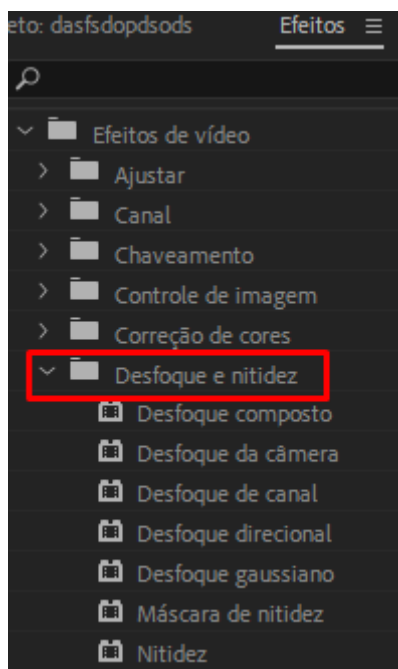 eto: dasfsdopdsods Efeitos
Efeitos de vídeo
Ajustar
Canal
Chaveamento
Controle de imagem
Correção de cores
Desfoque e nitidez
Desfoque composto
Desfoque da câmera
Desfoque de canal
Desfoque direcional
Desfoque gaussiano
Máscara de nitidez
Nitidez